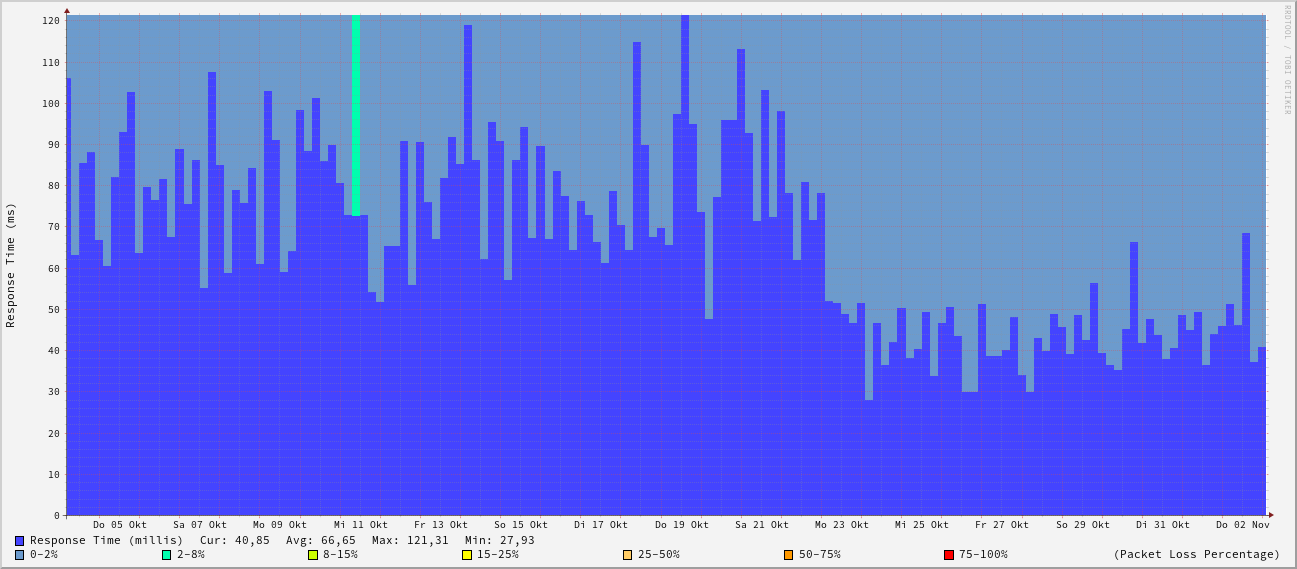 RRDTOOL / TOBI OETIKER
Response Time (ms)
120
110
100
90
80
70
60
50
40
30
20
10
0
Do 05 Okt Sa 07 Okt Mo 09 Okt Mi 11 Okt Fr 13 Okt So 15 Okt Di 17 Okt Do 19 Okt Sa 21 Okt Mo 23 Okt Mi 25 Okt Fr 27 Okt So 29 Okt Di 31 Okt Do 02 Nov
Response Time (millis) Cur: 40,85 Avg: 66,65 Max: 121,31 Min: 27,93
0-2% 2-8% 8-15% 15-25% 25-50% 50-75% 75-100% (Packet Loss Percentage)